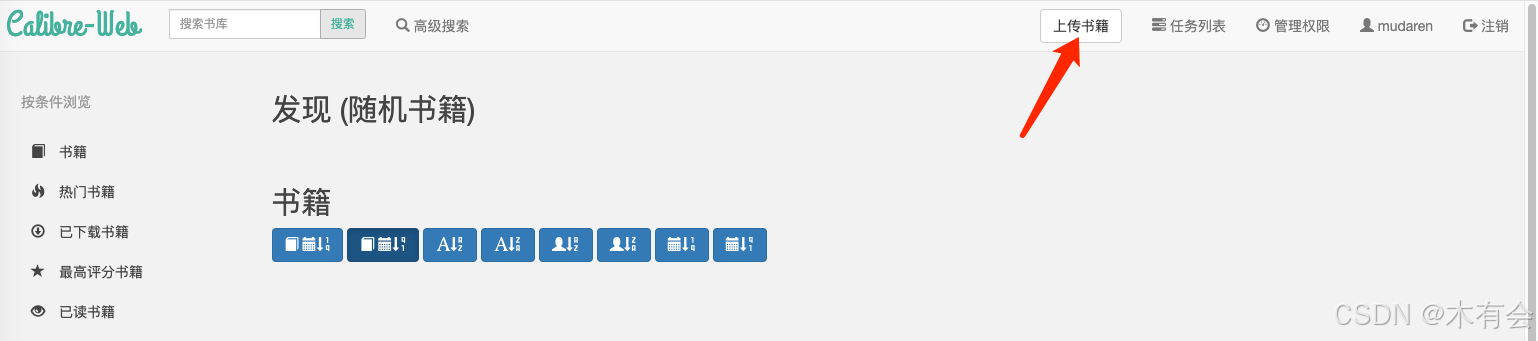 Calibre-Web 搜索书库 搜索 高级搜索 上传书籍 任务列表 管理权限 mudaren 注销
按条件浏览
发现 (随机书籍)
书籍
热门书籍
已下载书籍
最高评分书籍
已读书籍
书籍
CSDN @木有会